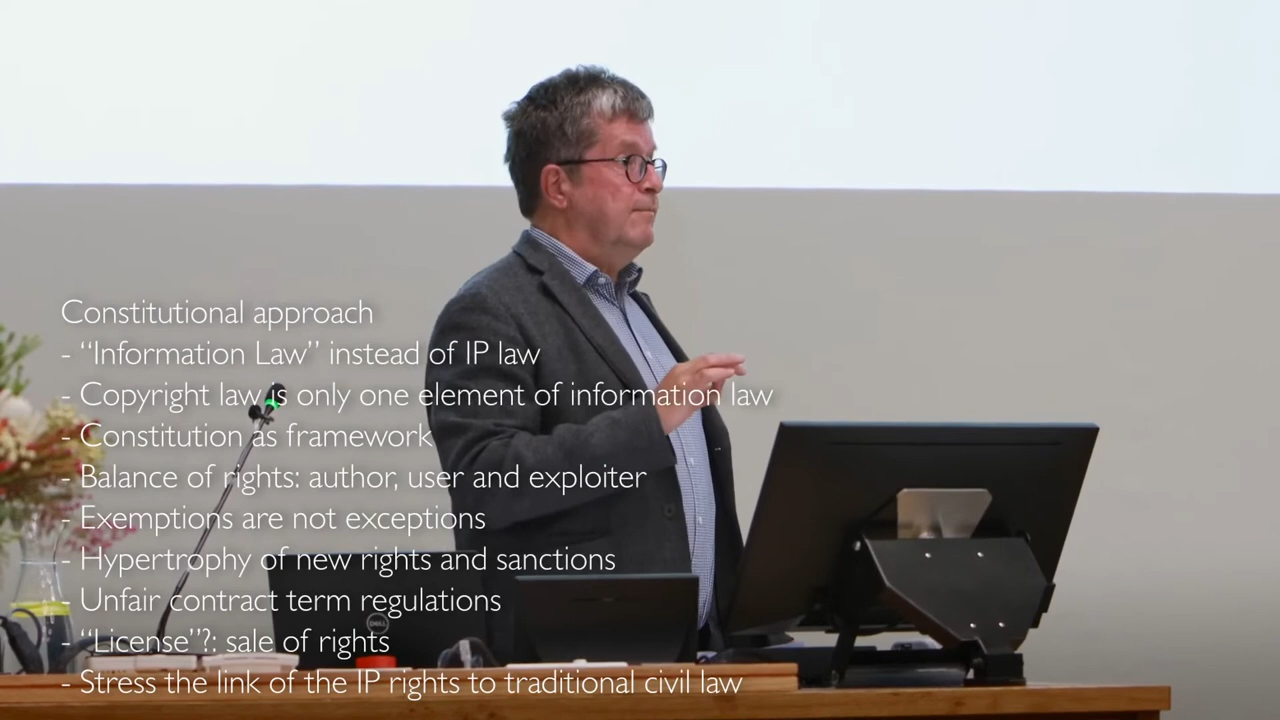 Constitutional approach
- “Information Law” instead of IP law
- Copyright law is only one element of information law
- Constitution as framework
- Balance of rights: author, user and exploiter
- Exemptions are not exceptions
- Hypertrophy of new rights and sanctions
- Unfair contract term regulations
DELL
- “License”?: sale of rights
- Stress the link of the IP rights to traditional civil law